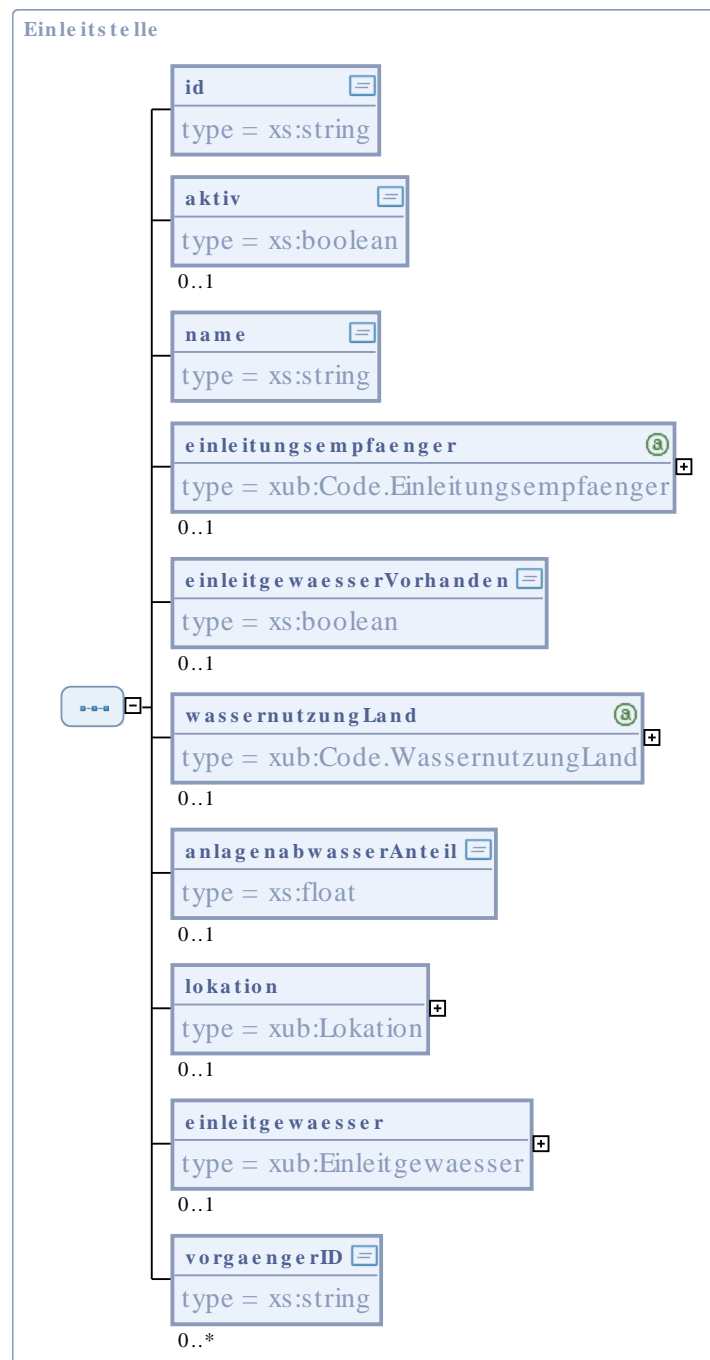 Einleitstelle
id
type = xs:string
aktiv
type = xs:boolean
0..1
name
type = xs:string
einleitungsempfaenger
type = xub:Code.Einleitungsempfaenger
0..1
einleitgewaesserVorhanden
type = xs:boolean
0..1
wassernutzungLand
type = xub:Code.WassernutzungLand
0..1
anlagenabwasserAnteil
type = xs:float
0..1
lokation
type = xub:Lokation
0..1
einleitgewaesser
type = xub:Einleitgewaesser
0..1
vorgaengerID
type = xs:string
0..*